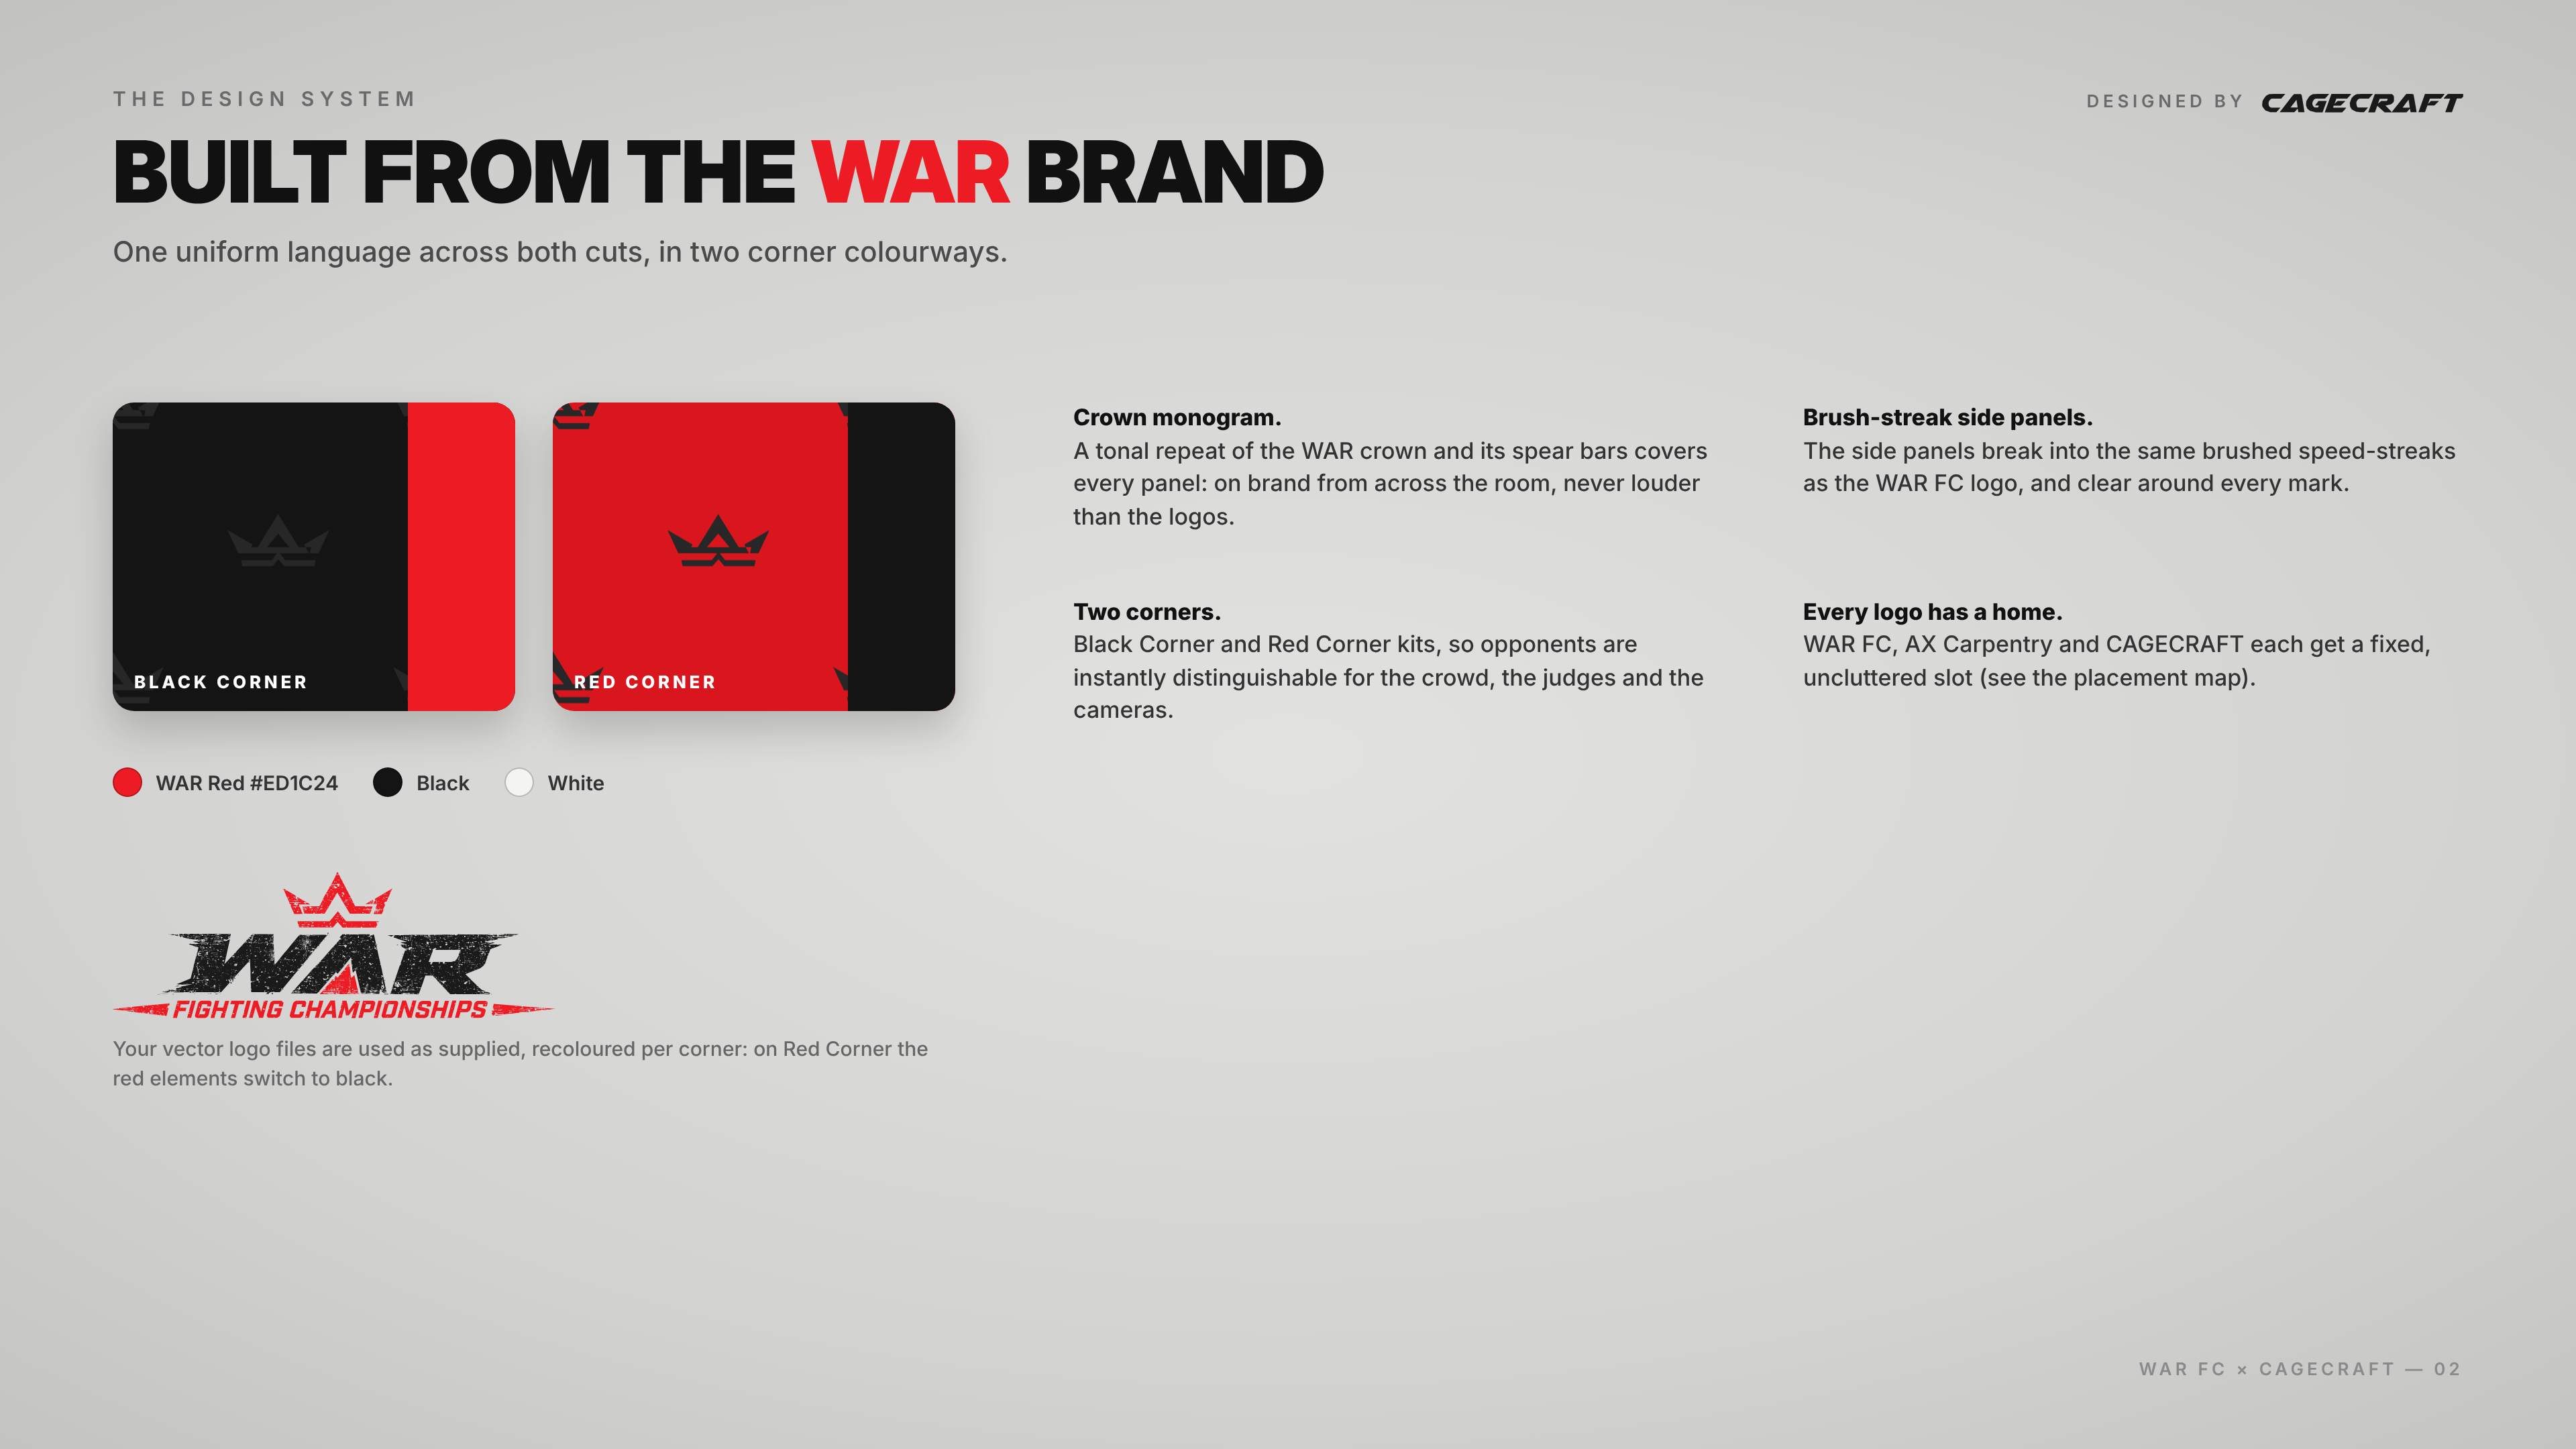 THE DESIGN SYSTEM
DESIGNED BY CAGECRAFT
BUILT FROM THE WAR BRAND
One uniform language across both cuts, in two corner colourways.
BLACK CORNER
RED CORNER
WAR Red #ED1C24
Black
White
WAR
FIGHTING CHAMPIONSHIPS
Your vector logo files are used as supplied, recoloured per corner: on Red Corner the
red elements switch to black.
Crown monogram.
A tonal repeat of the WAR crown and its spear bars covers
every panel: on brand from across the room, never louder
than the logos.
Brush-streak side panels.
The side panels break into the same brushed speed-streaks
as the WAR FC logo, and clear around every mark.
Two corners.
Black Corner and Red Corner kits, so opponents are
instantly distinguishable for the crowd, the judges and the
cameras.
Every logo has a home.
WAR FC, AX Carpentry and CAGECRAFT each get a fixed,
uncluttered slot (see the placement map).
WAR FC × CAGECRAFT — 02